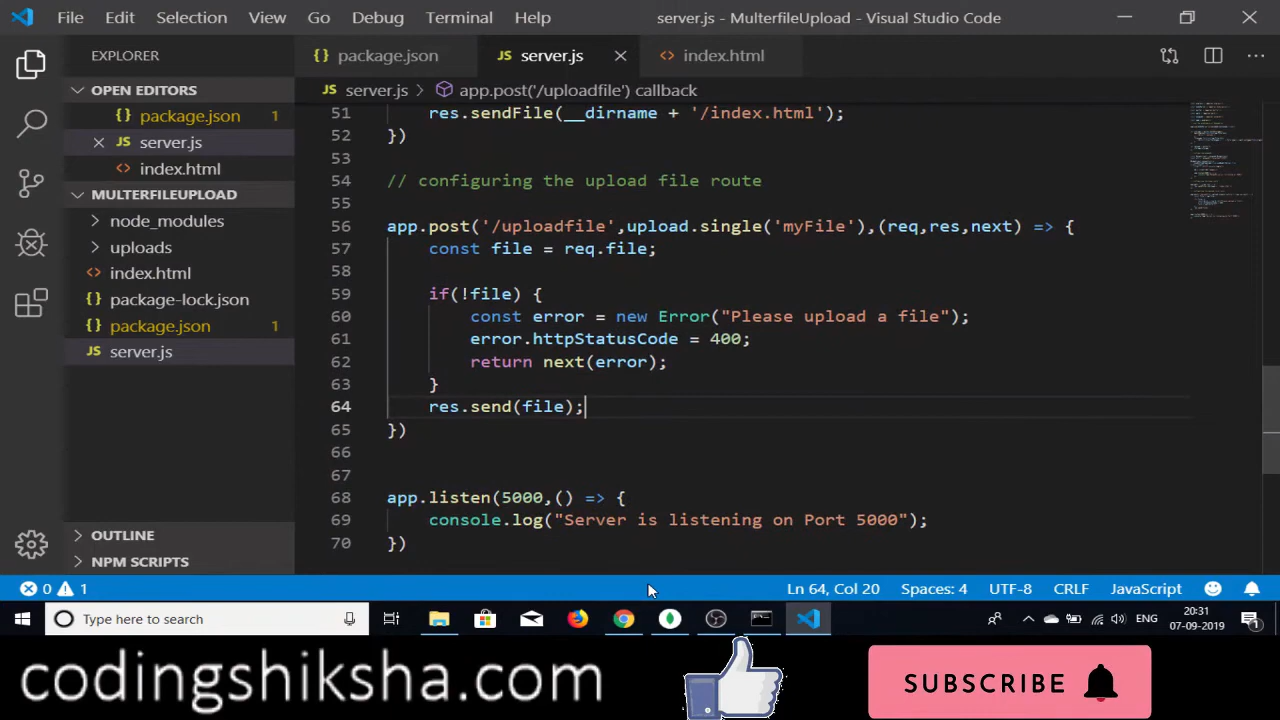 File Edit Selection View Go Debug Terminal Help server.js - MulterfileUpload - Visual Studio Code
EXPLORER
OPEN EDITORS
{} package.json 1
JS server.js
<> index.html
MULTERFILEUPLOAD
node_modules
uploads
<> index.html
{} package-lock.json
{} package.json 1
JS server.js
OUTLINE
NPM SCRIPTS
{} package.json JS server.js <> index.html
JS server.js > app.post('/uploadfile') callback
51 res.sendFile(__dirname + '/index.html');
52 })
53
54 // configuring the upload file route
55
56 app.post('/uploadfile',upload.single('myFile'),(req,res,next) => {
57 const file = req.file;
58
59 if(!file) {
60 const error = new Error("Please upload a file");
61 error.httpStatusCode = 400;
62 return next(error);
63 }
64 res.send(file);
65 })
66
67
68 app.listen(5000,() => {
69 console.log("Server is listening on Port 5000");
70 })
0 1 Ln 64, Col 20 Spaces: 4 UTF-8 CRLF JavaScript
Type here to search ENG 20:31
07-09-2019 1
codingshiksha.com SUBSCRIBE